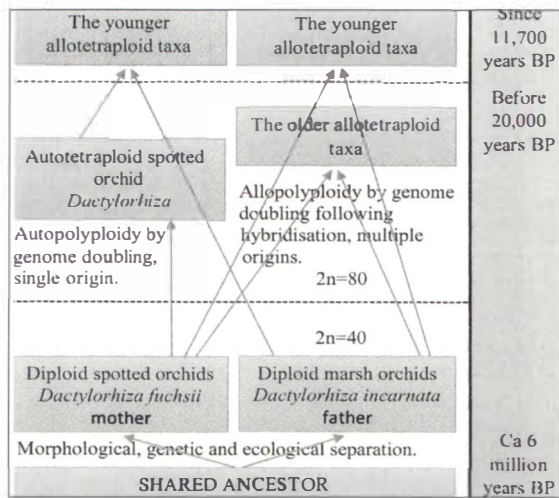 The younger
allotetraploid taxa
The younger
allotetraploid taxa
Since
11,700
years BP
Before
20,000
years BP
The older allotetraploid
taxa
Autotetraploid spotted
orchid
Dactylorhiza
Autopolyploidy by
genome doubling,
single origin.
Allopolyploidy by genome
doubling following
hybridisation, multiple
origins.
2n=80
2n=40
Diploid spotted orchids
Dactylorhiza fuchsii
mother
Diploid marsh orchids
Dactylorhiza incarnata
father
Morphological, genetic and ecological separation.
SHARED ANCESTOR
Ca 6
million
years BP